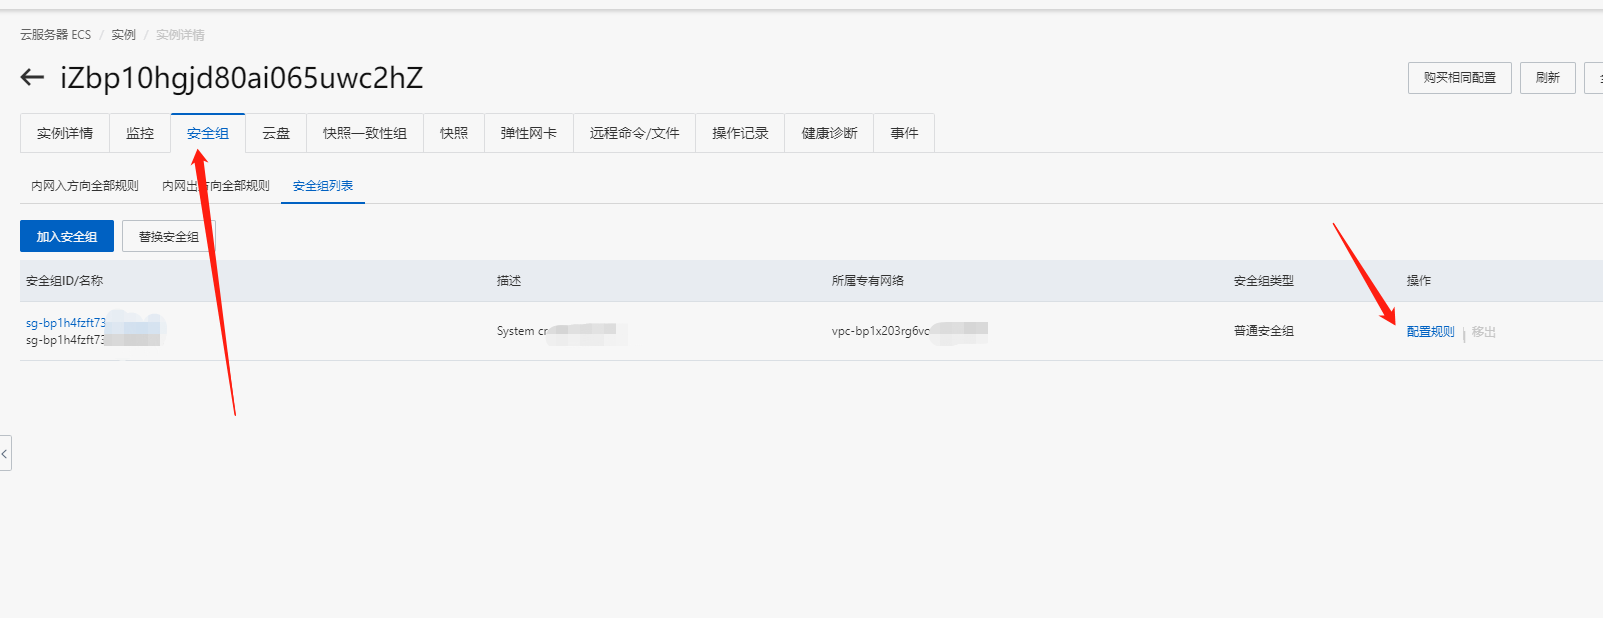 云服务器 ECS / 实例 / 实例详情
iZbp10hgjd80ai065uwc2hZ
购买相同配置 刷新
实例详情 监控 安全组 云盘 快照一致性组 快照 弹性网卡 远程命令/文件 操作记录 健康诊断 事件
内网入方向全部规则 内网出方向全部规则 安全组列表
加入安全组 替换安全组
安全组ID/名称 描述 所属专有网络 安全组类型 操作
sg-bp1h4fzft73
sg-bp1h4fzft73 System cr vpc-bp1x203rg6vc 普通安全组 配置规则 | 移出